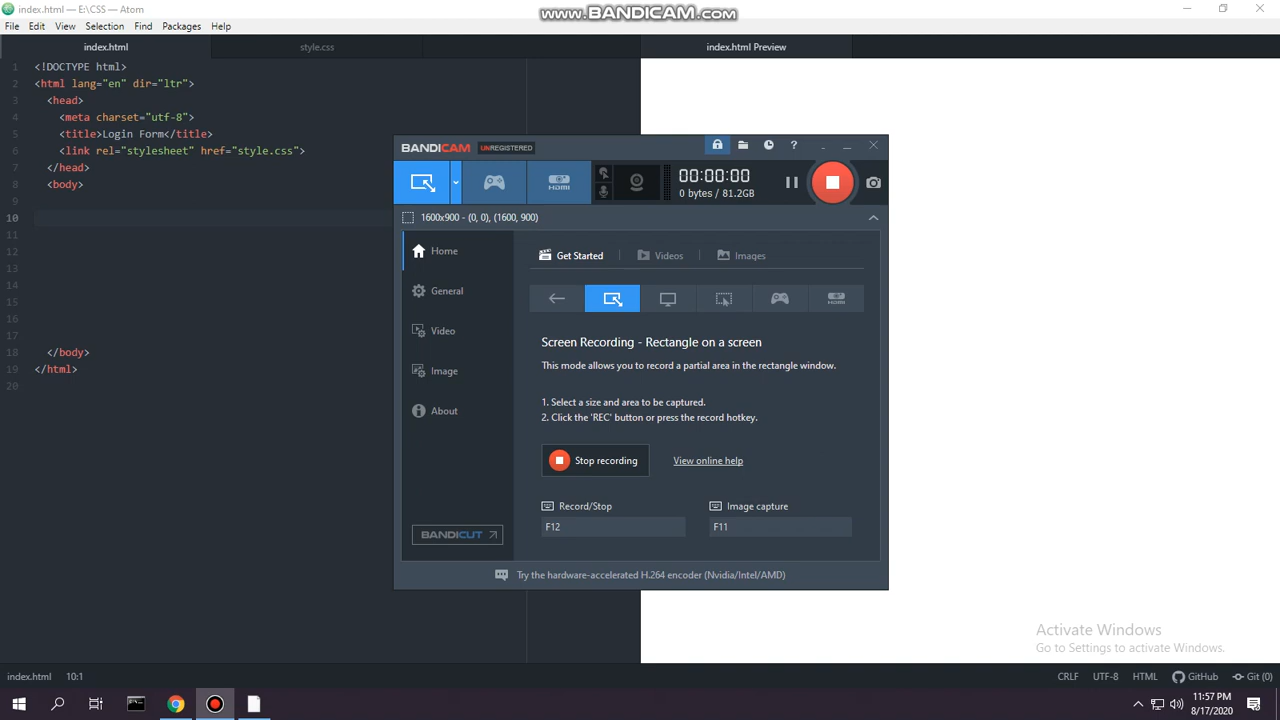 index.html — E:\CSS — Atom
www.BANDICAM.com
File Edit View Selection Find Packages Help
index.html
style.css
index.html Preview
1 <!DOCTYPE html>
2 <html lang="en" dir="ltr">
3 <head>
4 <meta charset="utf-8">
5 <title>Login Form</title>
6 <link rel="stylesheet" href="style.css">
7 </head>
8 <body>
9
10
11
12
13
14
15
16
17
18 </body>
19 </html>
20
BANDICAM UNREGISTERED
?
HDMI
00:00:00
0 bytes / 81.2GB
1600x900 - (0, 0), (1600, 900)
Home
General
Video
Image
About
BANDICUT
Get Started
Videos
Images
HDMI
Screen Recording - Rectangle on a screen
This mode allows you to record a partial area in the rectangle window.
1. Select a size and area to be captured.
2. Click the 'REC' button or press the record hotkey.
Stop recording
View online help
Record/Stop
F12
Image capture
F11
Try the hardware-accelerated H.264 encoder (Nvidia/Intel/AMD)
Activate Windows
Go to Settings to activate Windows.
index.html 10:1
CRLF UTF-8 HTML GitHub Git (0)
11:57 PM
8/17/2020